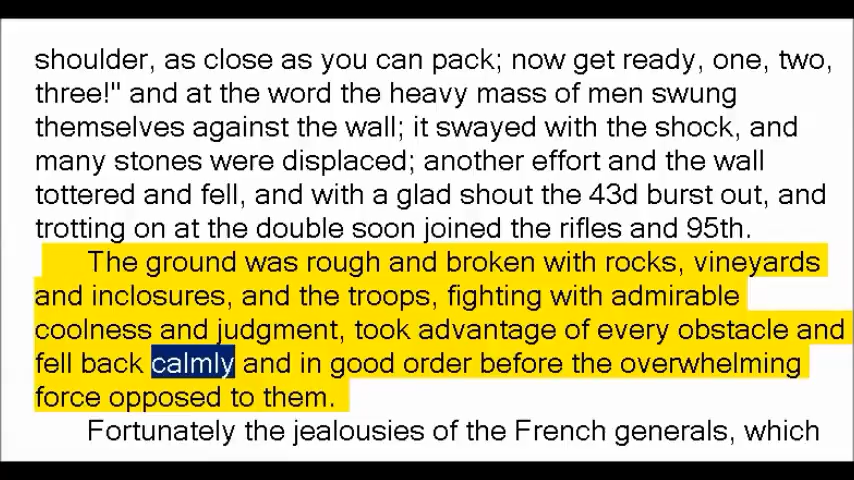 shoulder, as close as you can pack; now get ready, one, two,
three!" and at the word the heavy mass of men swung
themselves against the wall; it swayed with the shock, and
many stones were displaced; another effort and the wall
tottered and fell, and with a glad shout the 43d burst out, and
trotting on at the double soon joined the rifles and 95th.
The ground was rough and broken with rocks, vineyards
and inclosures, and the troops, fighting with admirable
coolness and judgment, took advantage of every obstacle and
fell back calmly and in good order before the overwhelming
force opposed to them.
Fortunately the jealousies of the French generals, which